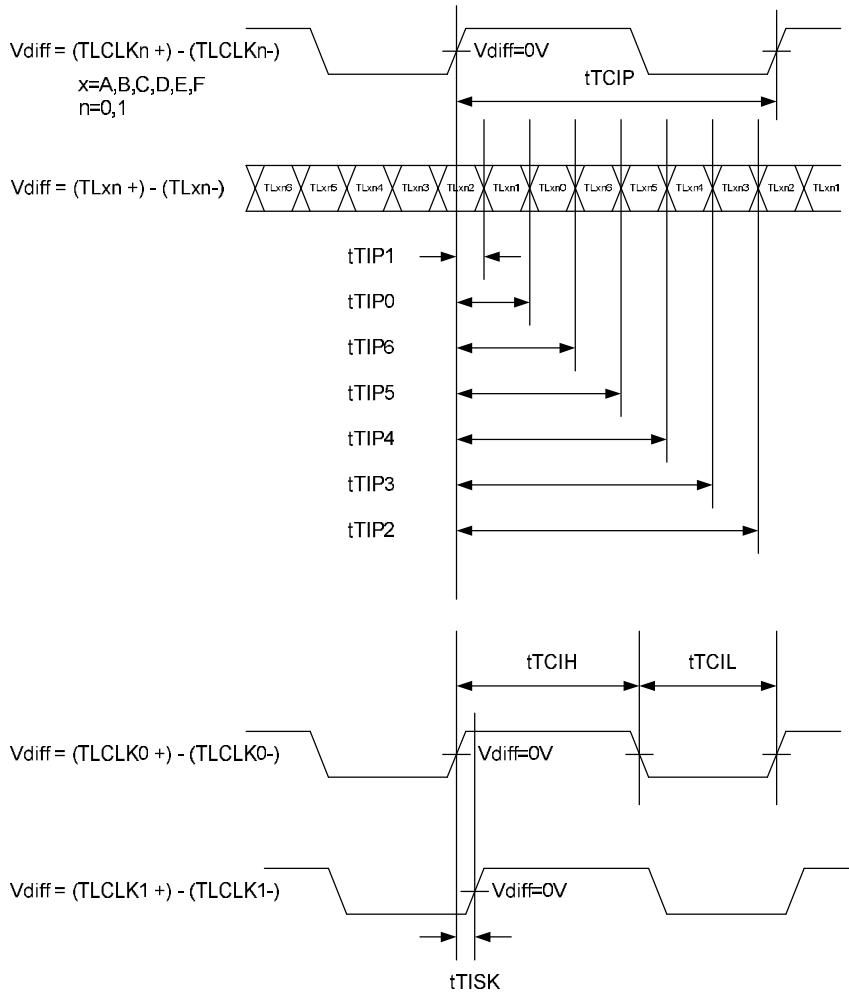 Vdiff = (TLCLKn +) - (TLCLKn-)
Vdiff=0V
x=A,B,C,D,E,F
n=0,1
tTCIP
Vdiff = (TLxn +) - (TLxn-)
TLxn6 TLxn5 TLxn4 TLxn3 TLxn2 TLxn1 TLxn0 TLxn6 TLxn5 TLxn4 TLxn3 TLxn2 TLxn1
tTIP1
tTIP0
tTIP6
tTIP5
tTIP4
tTIP3
tTIP2
tTCIH tTCIL
Vdiff = (TLCLK0 +) - (TLCLK0-) Vdiff=0V
Vdiff = (TLCLK1 +) - (TLCLK1-) Vdiff=0V
tTISK